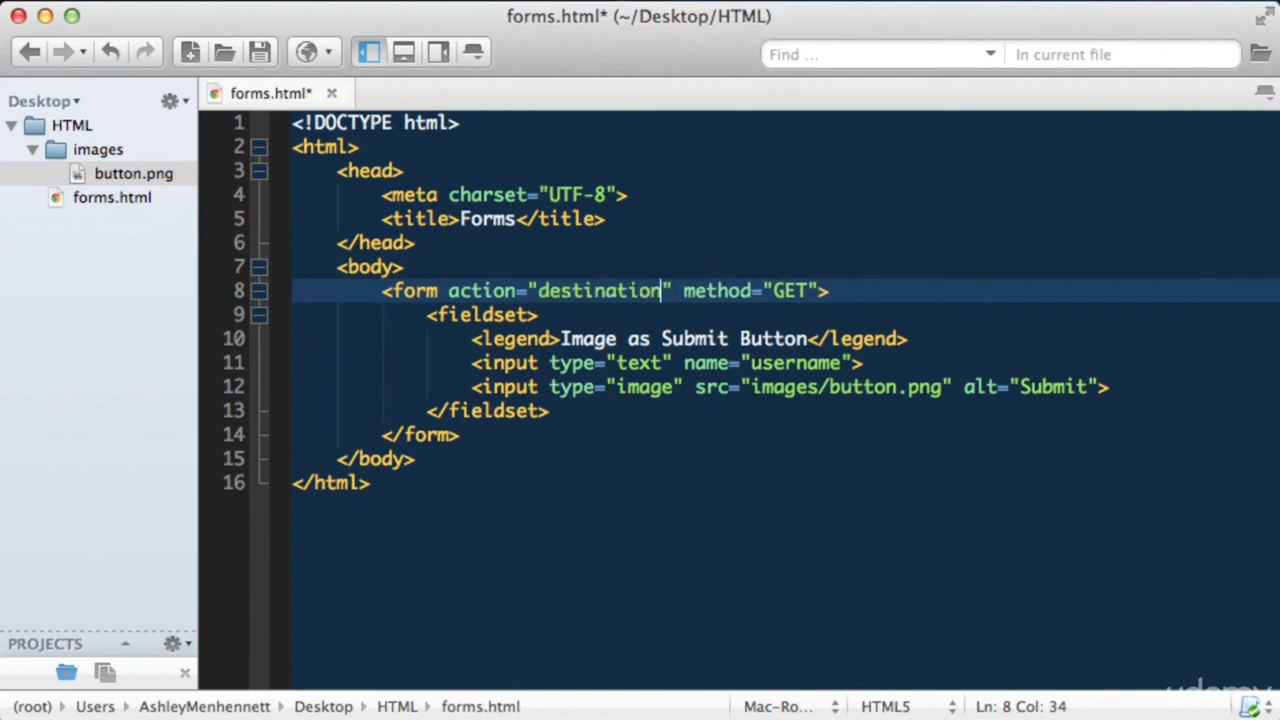 forms.html* (~/Desktop/HTML)
Find ...
In current file
Desktop
HTML
images
button.png
forms.html
forms.html*
1 <!DOCTYPE html>
2 <html>
3 <head>
4 <meta charset="UTF-8">
5 <title>Forms</title>
6 </head>
7 <body>
8 <form action="destination" method="GET">
9 <fieldset>
10 <legend>Image as Submit Button</legend>
11 <input type="text" name="username">
12 <input type="image" src="images/button.png" alt="Submit">
13 </fieldset>
14 </form>
15 </body>
16 </html>
PROJECTS
(root) Users AshleyMenhennett Desktop HTML forms.html Mac-Ro... HTML5 Ln: 8 Col: 34